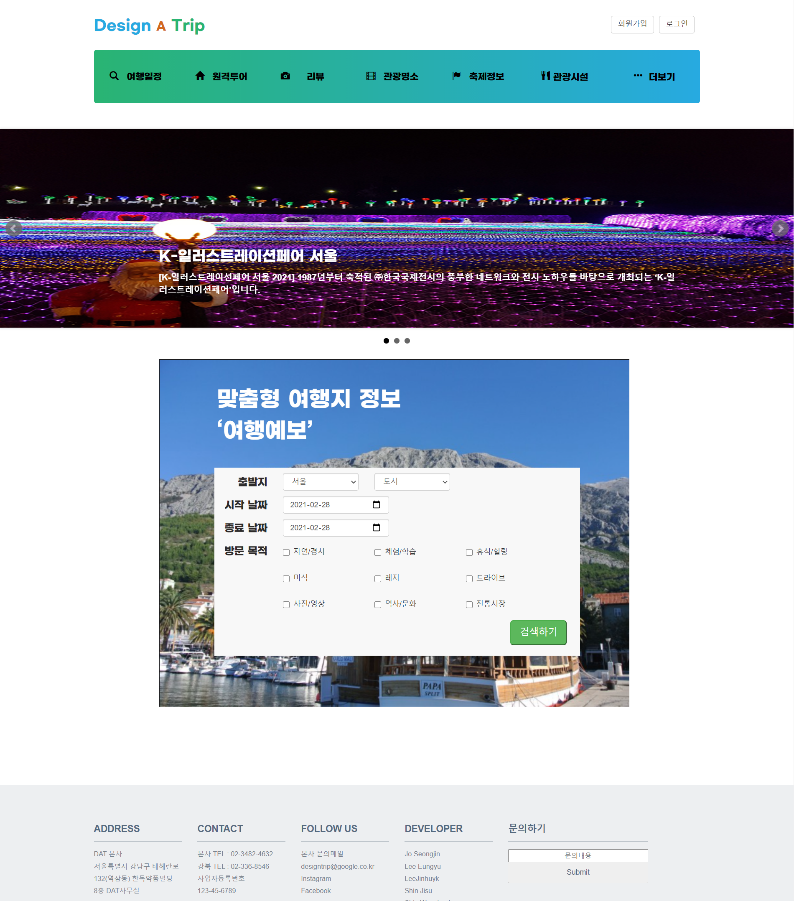 Design A Trip
회원가입 로그인
여행일정 원격투어 리뷰 관광명소 축제정보 관광시설 더보기
K-일러스트레이션페어 서울
[K-일러스트레이션페어 서울 2021] 1987년부터 축적된 ㈜한국국제전시의 풍부한 네트워크와 전시 노하우를 바탕으로 개최되는 'K-일
러스트레이션페어'입니다.
맞춤형 여행지 정보
‘여행예보’
출발지 서울 도시
시작 날짜 2021-02-28
종료 날짜 2021-02-28
방문 목적 자연/경치 체험/학습 휴식/힐링
미식 레저 드라이브
사진/영상 역사/문화 전통시장
검색하기
PAPA
SPLIT
ADDRESS
DAT 본사
서울특별시 강남구 테헤란로
132(역삼동) 한독약품빌딩
8층 DAT사무실
CONTACT
본사 TEL : 02-3482-4632
강북 TEL : 02-336-8546
사업자등록번호
123-45-6789
FOLLOW US
본사 문의메일
designtrip@google.co.kr
Instagram
Facebook
DEVELOPER
Jo Seongjin
Lee Eungyu
LeeJinhuyk
Shin Jisu
문의하기
문의내용
Submit